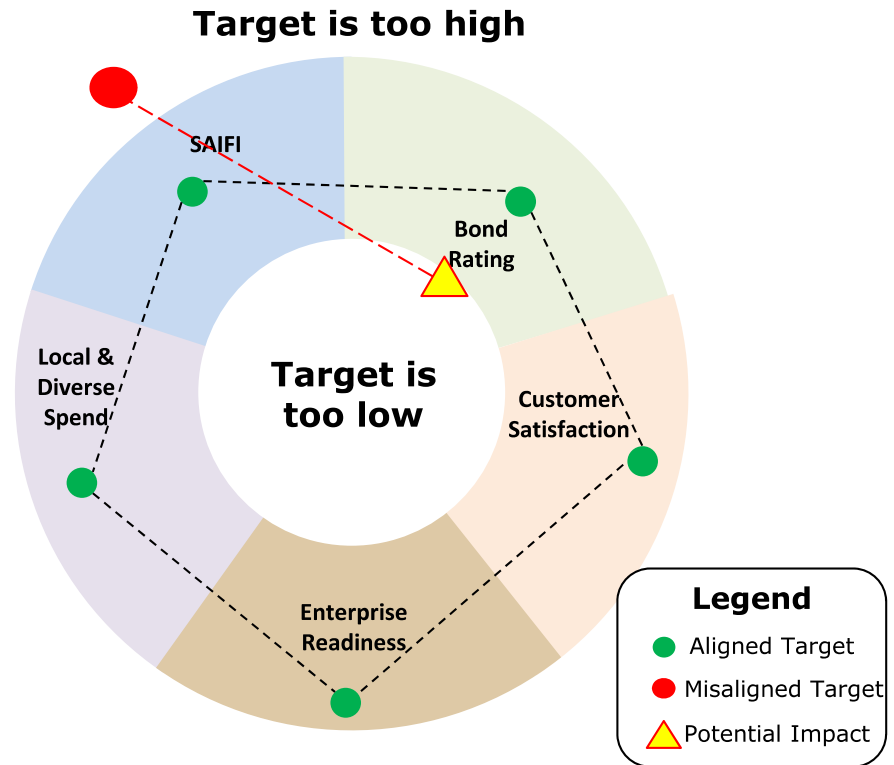 Target is too high
SAIFI
Bond
Rating
Local &
Diverse
Spend
Target is
too low
Customer
Satisfaction
Enterprise
Readiness
Legend
Aligned Target
Misaligned Target
Potential Impact